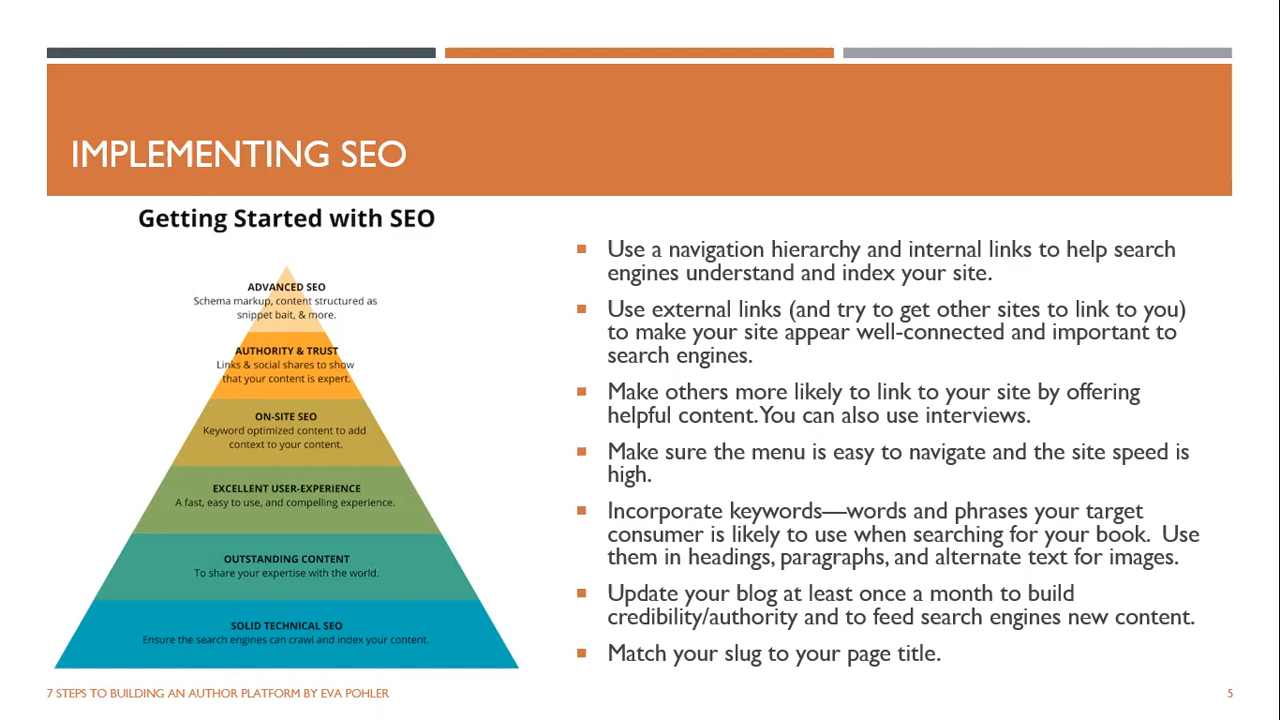 IMPLEMENTING SEO
Getting Started with SEO
ADVANCED SEO
Schema markup, content structured as
snippet bait, & more.
AUTHORITY & TRUST
Links & social shares to show
that your content is expert.
ON-SITE SEO
Keyword optimized content to add
context to your content.
EXCELLENT USER-EXPERIENCE
A fast, easy to use, and compelling experience.
OUTSTANDING CONTENT
To share your expertise with the world.
SOLID TECHNICAL SEO
Ensure the search engines can crawl and index your content.
Use a navigation hierarchy and internal links to help search
engines understand and index your site.
Use external links (and try to get other sites to link to you)
to make your site appear well-connected and important to
search engines.
Make others more likely to link to your site by offering
helpful content. You can also use interviews.
Make sure the menu is easy to navigate and the site speed is
high.
Incorporate keywords—words and phrases your target
consumer is likely to use when searching for your book. Use
them in headings, paragraphs, and alternate text for images.
Update your blog at least once a month to build
credibility/authority and to feed search engines new content.
Match your slug to your page title.
7 STEPS TO BUILDING AN AUTHOR PLATFORM BY EVA POHLER
5